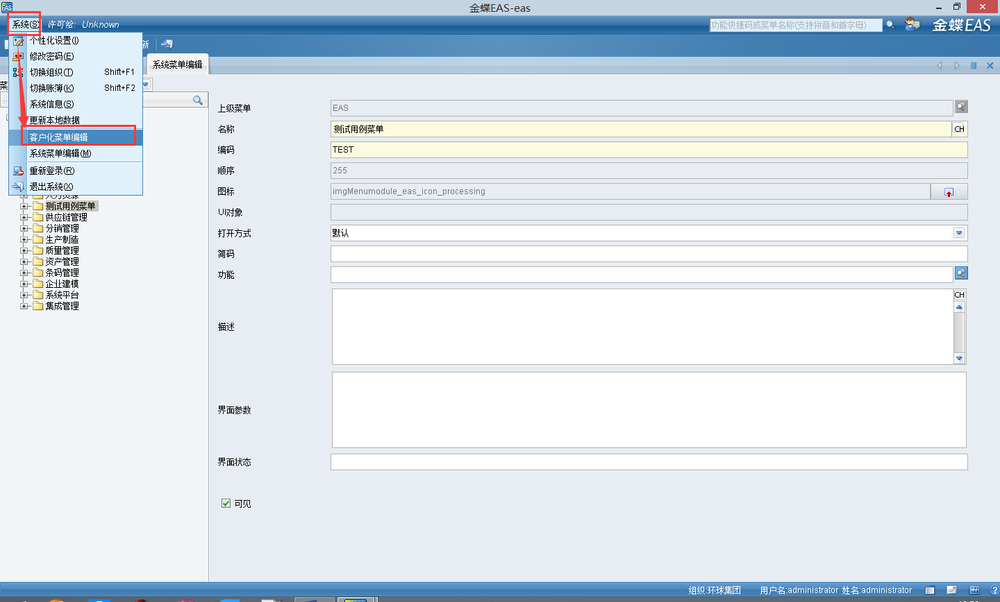 金蝶EAS-eas
EAS
系统(S 许可给: Unknown
功能快捷码或菜单名称(支持拼音和首字母)
金蝶EAS
个性化设置(I)
修改密码(E)
切换组织(T) Shift+F1
切换账簿(K) Shift+F2
系统信息(S)
更新本地数据
客户化菜单编辑
系统菜单编辑(M)
重新登录(R)
退出系统(X)
新
系统菜单编辑
菜
人力资源
测试用例菜单
供应链管理
分销管理
生产制造
质量管理
资产管理
条码管理
企业建模
系统平台
集成管理
上级菜单 EAS
名称 测试用例菜单 CH
编码 TEST
顺序 255
图标 imgMenumodule_eas_icon_processing
UI对象
打开方式 默认
简码
功能
描述 CH
界面参数
界面状态
可见
组织:环球集团 用户名:administrator 姓名:administrator